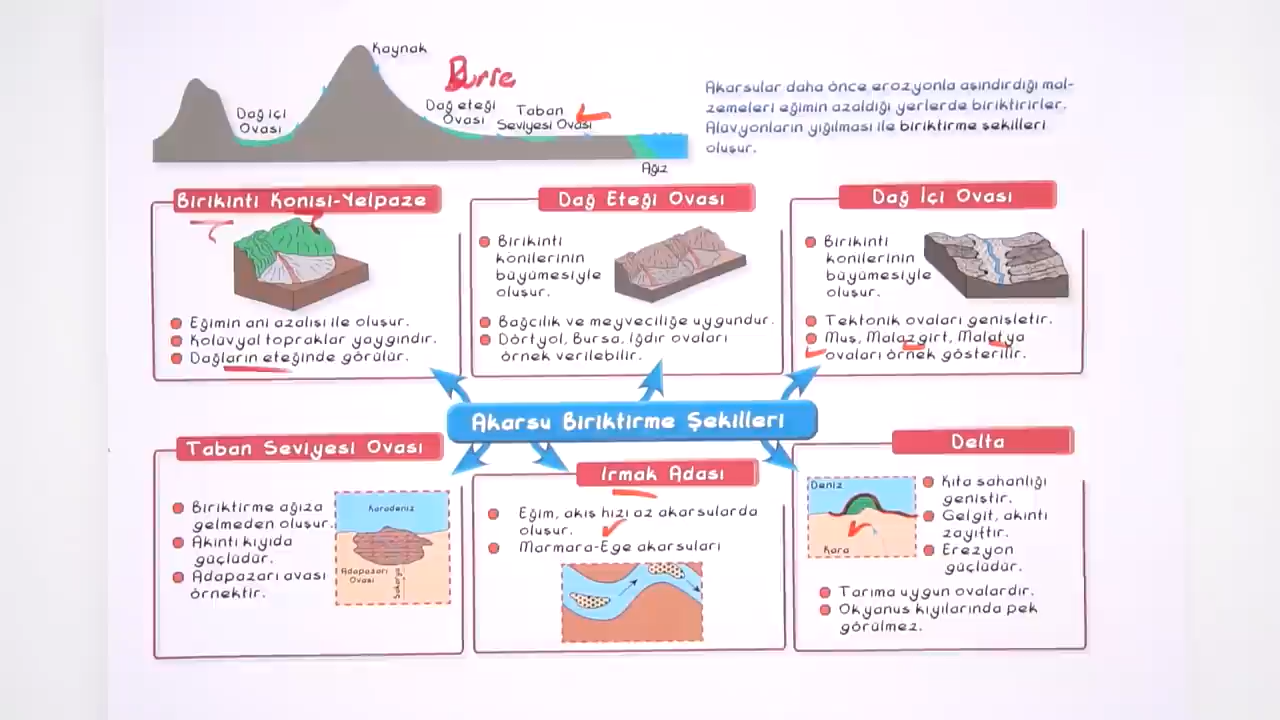 Kaynak
Bursa
Dağ içi
Ovası
Dağ eteği
Ovası
Taban
Seviyesi Ovası
Ağız
Akarsular daha önce erozyonla aşındırdığı mal-
zemeleri eğimin azaldığı yerlerde biriktirirler.
Alüvyonların yığılması ile biriktirme şekilleri
oluşur.
Birikinti Konisi-Yelpaze
Eğimin ani azalışı ile oluşur.
Kolüvyal topraklar yaygındır.
Dağların eteğinde görülür.
Dağ Eteği Ovası
Birikinti
konilerinin
büyümesiyle
oluşur.
Bağcılık ve meyveciliğe uygundur.
Dörtyol, Bursa, Iğdır ovaları
örnek verilebilir.
Dağ İçi Ovası
Birikinti
konilerinin
büyümesiyle
oluşur.
Tektonik ovaları genişletir.
Muş, Malazgirt, Malatya
ovaları örnek gösterilir.
Akarsu Biriktirme Şekilleri
Taban Seviyesi Ovası
Biriktirme ağıza
gelmeden oluşur.
Akıntı kıyıda
güçlüdür.
Adapazarı avası
örnektir.
Karadeniz
Adapazarı
Ovası
Sakarya
Irmak Adası
Eğim, akış hızı az akarsularda
oluşur.
Marmara-Ege akarsuları
Delta
Deniz
Kara
Kıta sahanlığı
geniştir.
Gelgit, akıntı
zayıftır.
Erezyon
güçlüdür.
Tarıma uygun ovalardır.
Okyanus kıyılarında pek
görülmez.